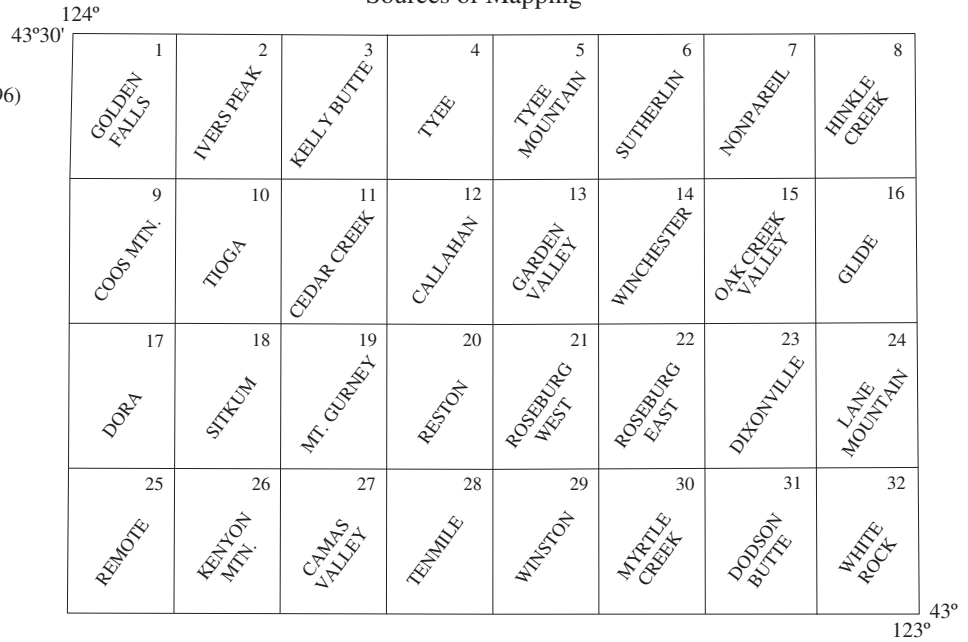 Sources of Mapping
124º
43º30'
96)
1
2
3
4
5
6
7
8
GOLDEN
FALLS
IVERS PEAK
KELLY BUTTE
TYEE
TYEE
MOUNTAIN
SUTHERLIN
NONPAREIL
HINKLE
CREEK
9
10
11
12
13
14
15
16
COOS MTN.
TIOGA
CEDAR CREEK
CALLAHAN
GARDEN
VALLEY
WINCHESTER
OAK CREEK
VALLEY
GLIDE
17
18
19
20
21
22
23
24
DORA
SITKUM
MT. GURNEY
RESTON
ROSEBURG
WEST
ROSEBURG
EAST
DIXONVILLE
LANE
MOUNTAIN
25
26
27
28
29
30
31
32
REMOTE
KENYON
MTN.
CAMAS
VALLEY
TENMILE
WINSTON
MYRTLE
CREEK
DODSON
BUTTE
WHITE
ROCK
43º
123º